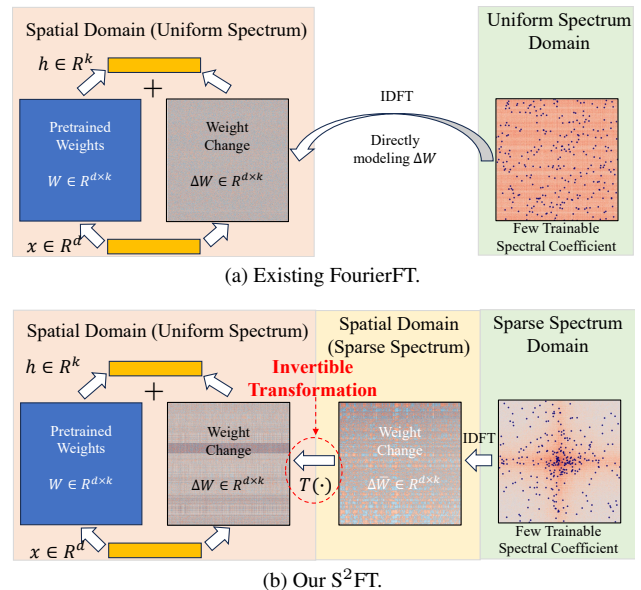 Spatial Domain (Uniform Spectrum)
Uniform Spectrum
Domain
h ∈ R^k
+
IDFT
Pretrained
Weights
W ∈ R^{d×k}
Weight
Change
ΔW ∈ R^{d×k}
Directly
modeling ΔW
x ∈ R^d
Few Trainable
Spectral Coefficient
(a) Existing FourierFT.
Spatial Domain (Uniform Spectrum)
Spatial Domain
(Sparse Spectrum)
Sparse Spectrum
Domain
h ∈ R^k
+
Invertible
Transformation
Pretrained
Weights
W ∈ R^{d×k}
Weight
Change
ΔW ∈ R^{d×k}
T(·)
Weight
Change
ΔW̄ ∈ R^{d×k}
IDFT
x ∈ R^d
Few Trainable
Spectral Coefficient
(b) Our S²FT.